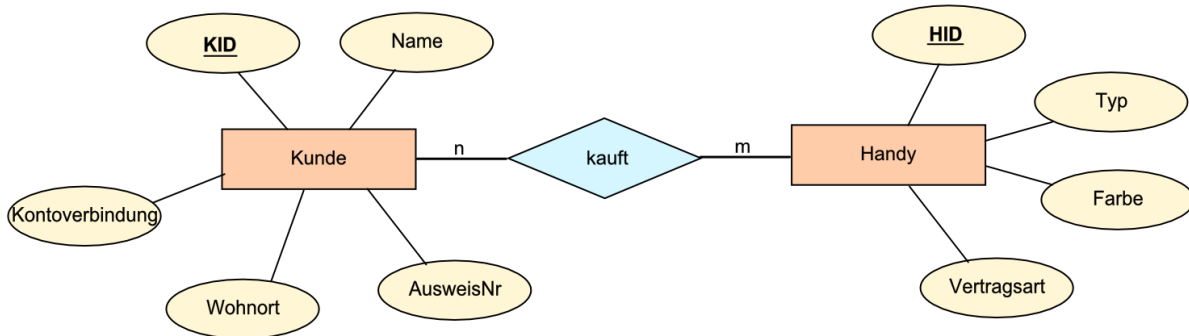 KID
Name
HID
Typ
Kunde
n
kauft
m
Handy
Kontoverbindung
Farbe
Wohnort
AusweisNr
Vertragsart